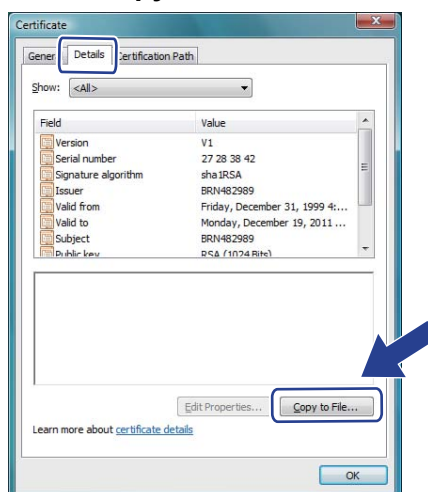 Certificate
General Details Certification Path
Show: <All>
Field Value
Version V1
Serial number 27 28 38 42
Signature algorithm sha1RSA
Issuer BRN482989
Valid from Friday, December 31, 1999 4:...
Valid to Monday, December 19, 2011 ...
Subject BRN482989
Public key RSA (1024 Bits)
Edit Properties... Copy to File...
Learn more about certificate details
OK